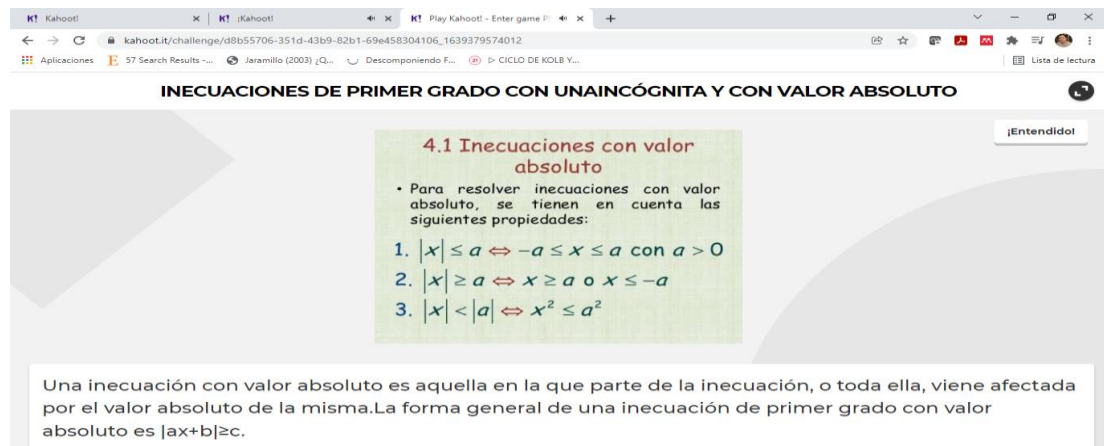 K! Kahoot!
K! ¡Kahoot!
K! Play Kahoot! - Enter game P
kahoot.it/challenge/d8b55706-351d-43b9-82b1-69e458304106_1639379574012
Aplicaciones
57 Search Results -...
Jaramillo (2003) ¿Q...
Descomponiendo F...
▷ CICLO DE KOLB Y...
Lista de lectura
INECUACIONES DE PRIMER GRADO CON UNAINCÓGNITA Y CON VALOR ABSOLUTO
¡Entendido!
4.1 Inecuaciones con valor
absoluto
• Para resolver inecuaciones con valor
absoluto, se tienen en cuenta las
siguientes propiedades:
1. |x| ≤ a ⇔ -a ≤ x ≤ a con a > 0
2. |x| ≥ a ⇔ x ≥ a o x ≤ -a
3. |x| < |a| ⇔ x² ≤ a²
Una inecuación con valor absoluto es aquella en la que parte de la inecuación, o toda ella, viene afectada
por el valor absoluto de la misma.La forma general de una inecuación de primer grado con valor
absoluto es |ax+b|≥c.